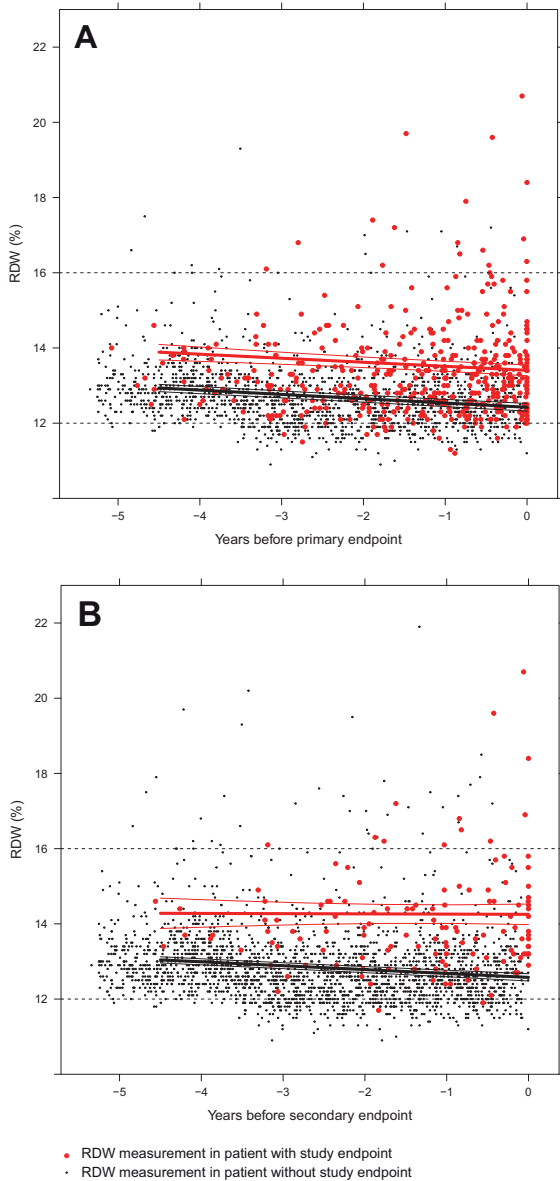 A
22
20
18
16
14
12
RDW (%)
−5 −4 −3 −2 −1 0
Years before primary endpoint
B
22
20
18
16
14
12
RDW (%)
−5 −4 −3 −2 −1 0
Years before secondary endpoint
RDW measurement in patient with study endpoint
RDW measurement in patient without study endpoint